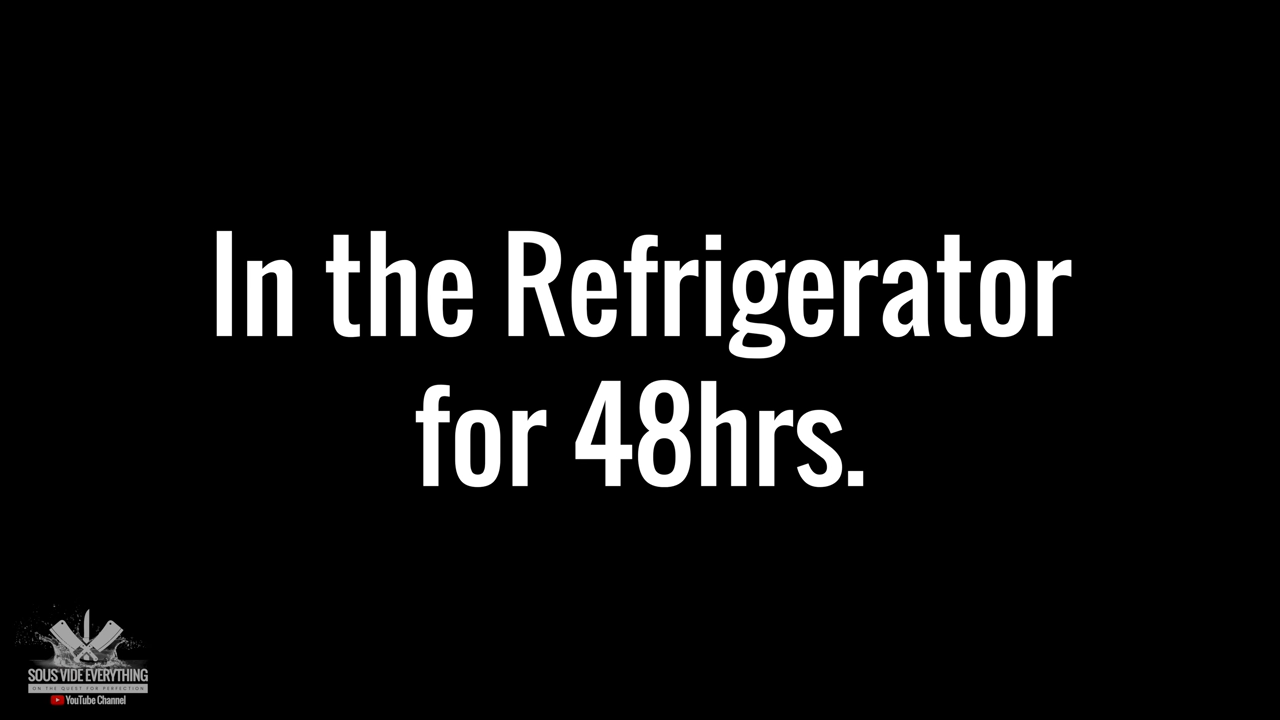 In the Refrigerator
for 48hrs.
SOUS VIDE EVERYTHING
ON THE QUEST FOR PERFECTION
YouTube Channel